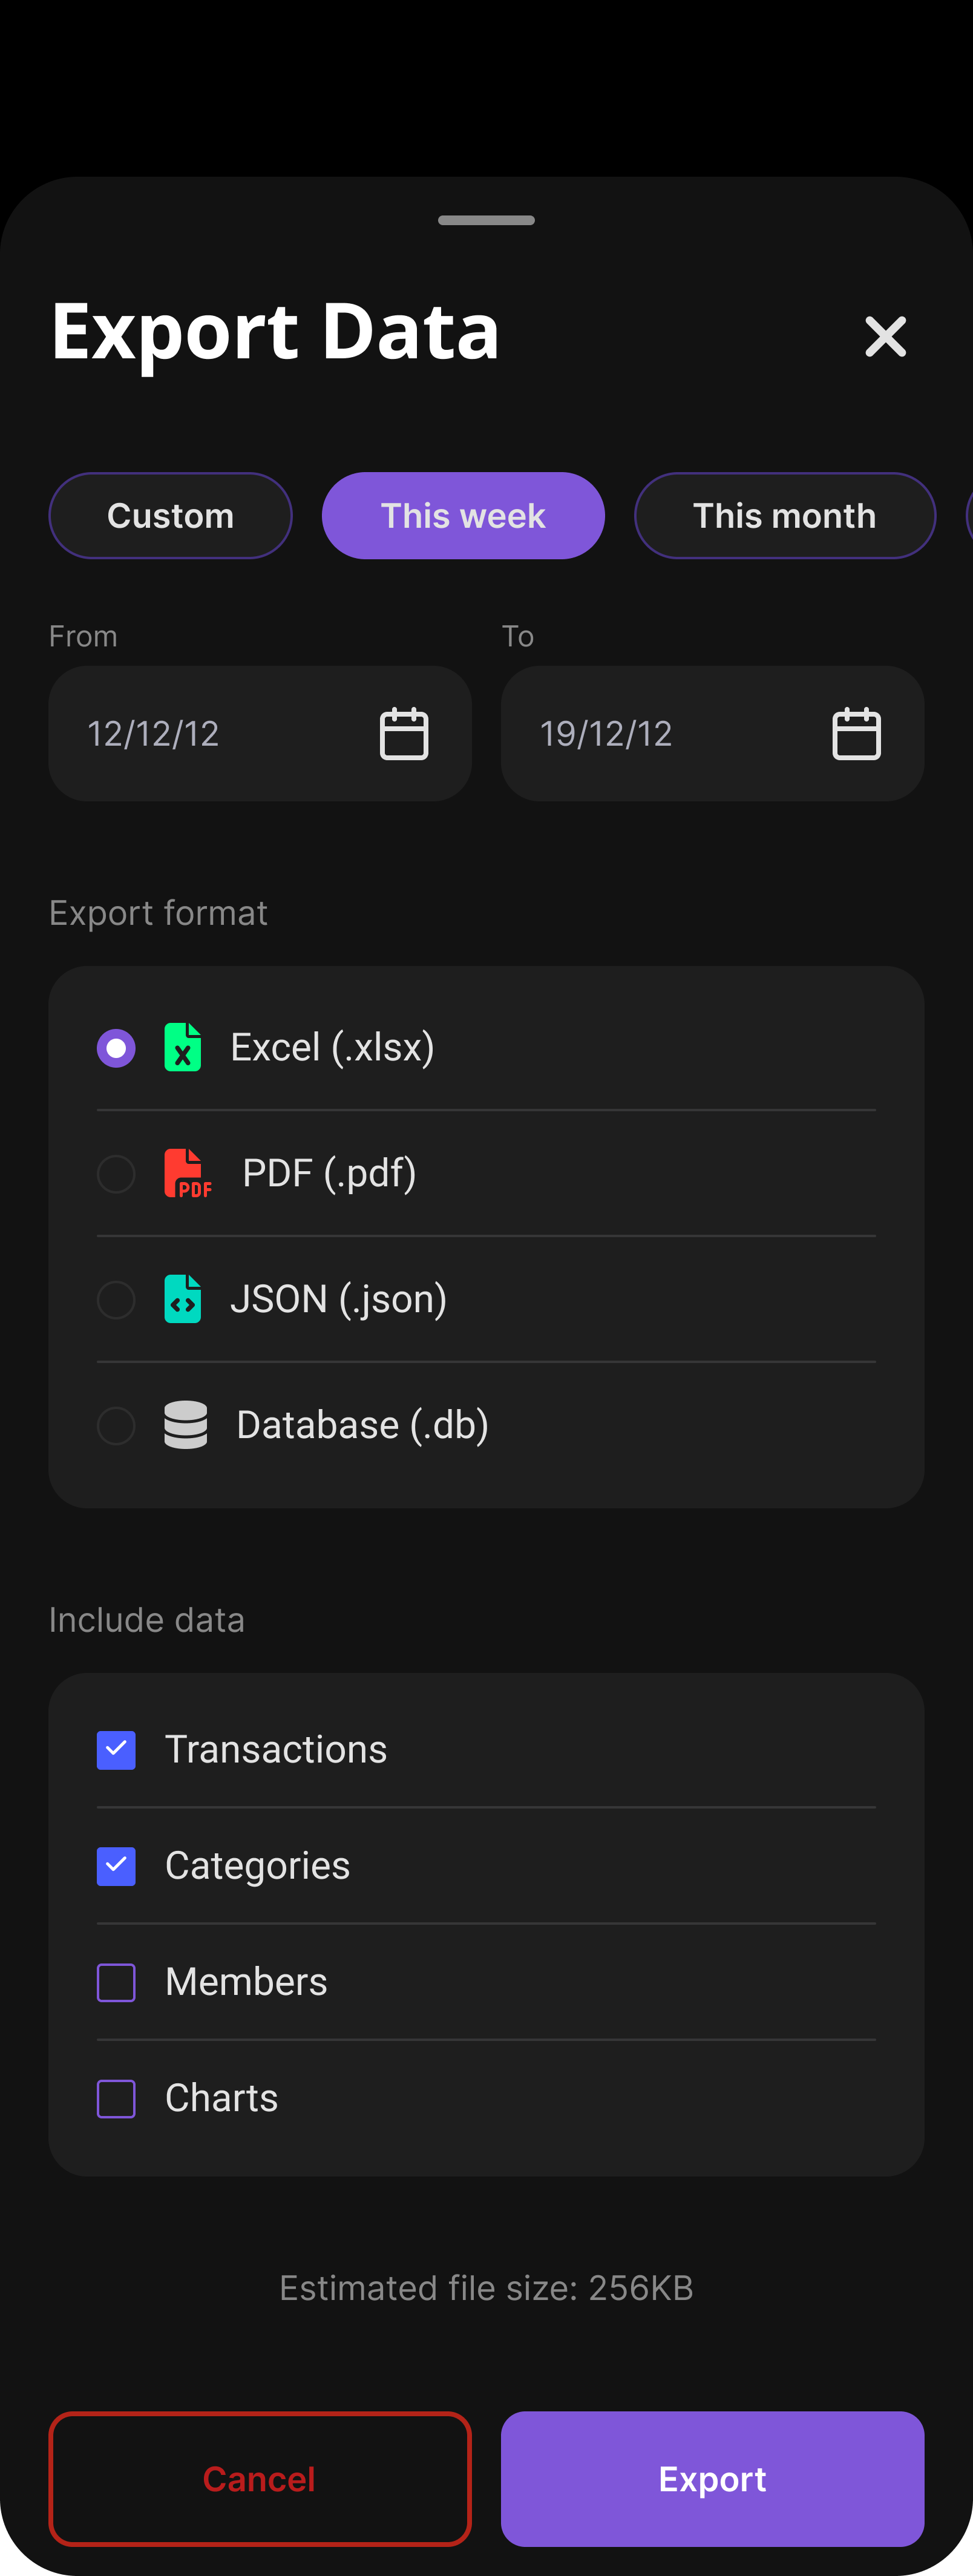 Export Data
Custom
This week
This month
From
To
12/12/12
19/12/12
Export format
X
Excel (.xlsx)
PDF
PDF (.pdf)
JSON (.json)
Database (.db)
Include data
Transactions
Categories
Members
Charts
Estimated file size: 256KB
Cancel
Export